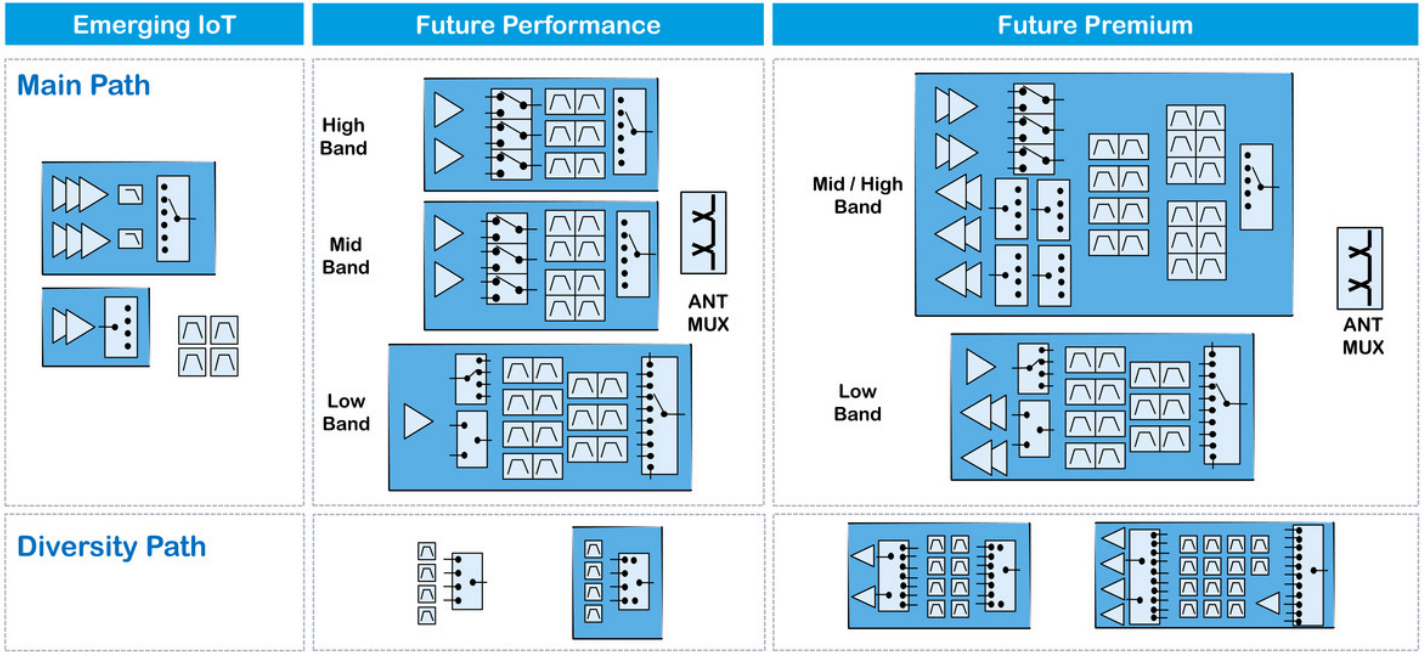 Emerging IoT
Future Performance
Future Premium
Main Path
High
Band
Mid
Band
ANT
MUX
Low
Band
Mid / High
Band
ANT
MUX
Low
Band
Diversity Path